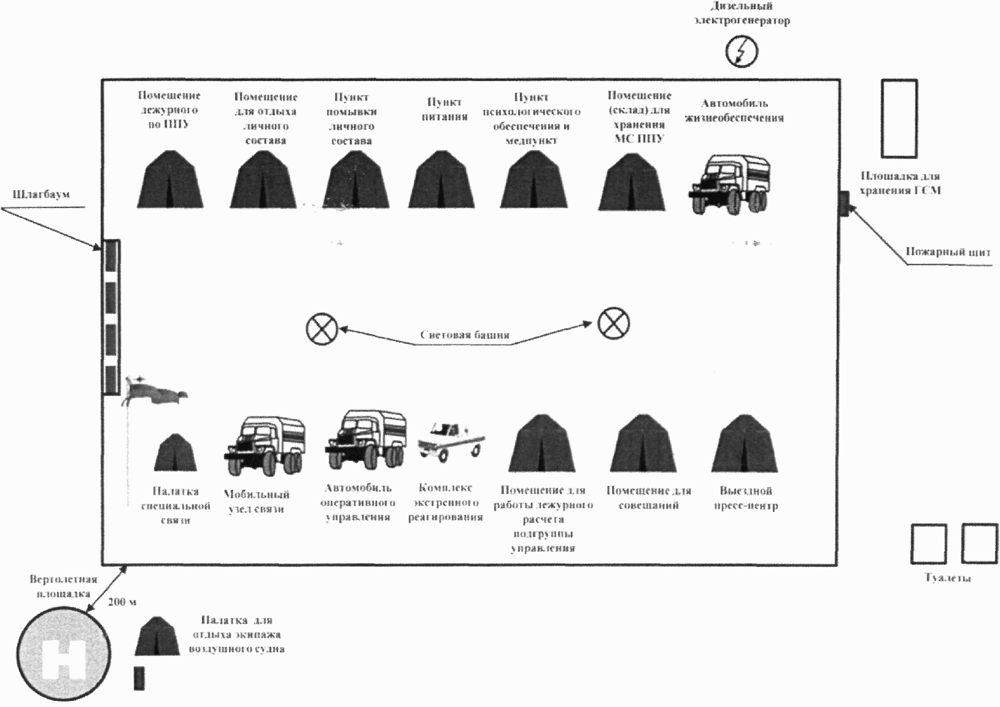 Дизельный
электрогенератор
Помещение
дежурного
по ППУ
Помещение
для отдыха
личного
состава
Пункт
помывки
личного
состава
Пункт
питания
Пункт
психологического
обеспечения и
медпункт
Помещение
(склад) для
хранения
МС ППУ
Автомобиль
жизнеобеспечения
Площадка для
хранения ГСМ
Шлагбаум
Пожарный щит
Световая башня
Палатка
специальной
связи
Мобильный
узел связи
Автомобиль
оперативного
управления
Комплекс
экстренного
реагирования
Помещение для
работы дежурного
расчета
подгруппы
управления
Помещение для
совещаний
Выездной
пресс-центр
Туалеты
Вертолетная
площадка
200 м
H
Палатка для
отдыха экипажа
воздушного судна